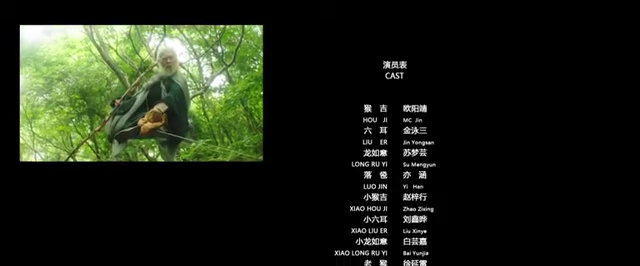 演员表
CAST
猴 吉 欧阳靖
HOU JI MC Jin
六 耳 金泳三
LIU ER Jin Yongsan
龙如意 苏梦芸
LONG RU YI Su Mengyun
落 尽 亦 涵
LUO JIN Yi Han
小猴吉 赵梓行
XIAO HOU JI Zhao Zixing
小六耳 刘鑫晔
XIAO LIU ER Liu Xinye
小龙如意 白芸嘉
XIAO LONG RU YI Bai Yunjia
老 猴